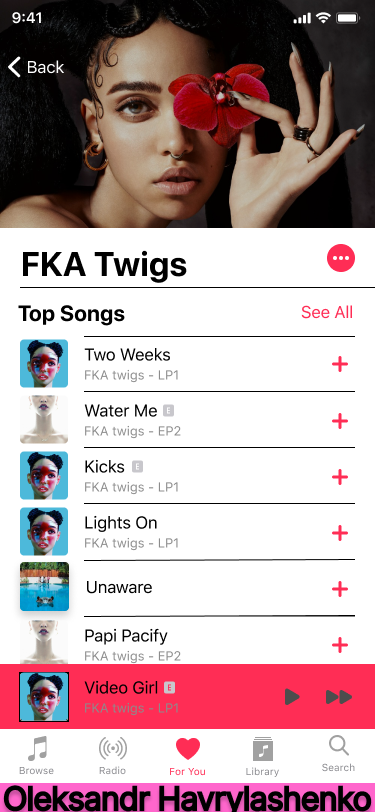 9:41
Back
FKA Twigs
Top Songs
See All
Two Weeks
FKA twigs - LP1
Water Me E
FKA twigs - EP2
Kicks E
FKA twigs - LP1
Lights On
FKA twigs - LP1
Unaware
Papi Pacify
FKA twigs - EP2
Video Girl E
FKA twigs - LP1
Browse
Radio
For You
Library
Search
Oleksandr Havrylashenko